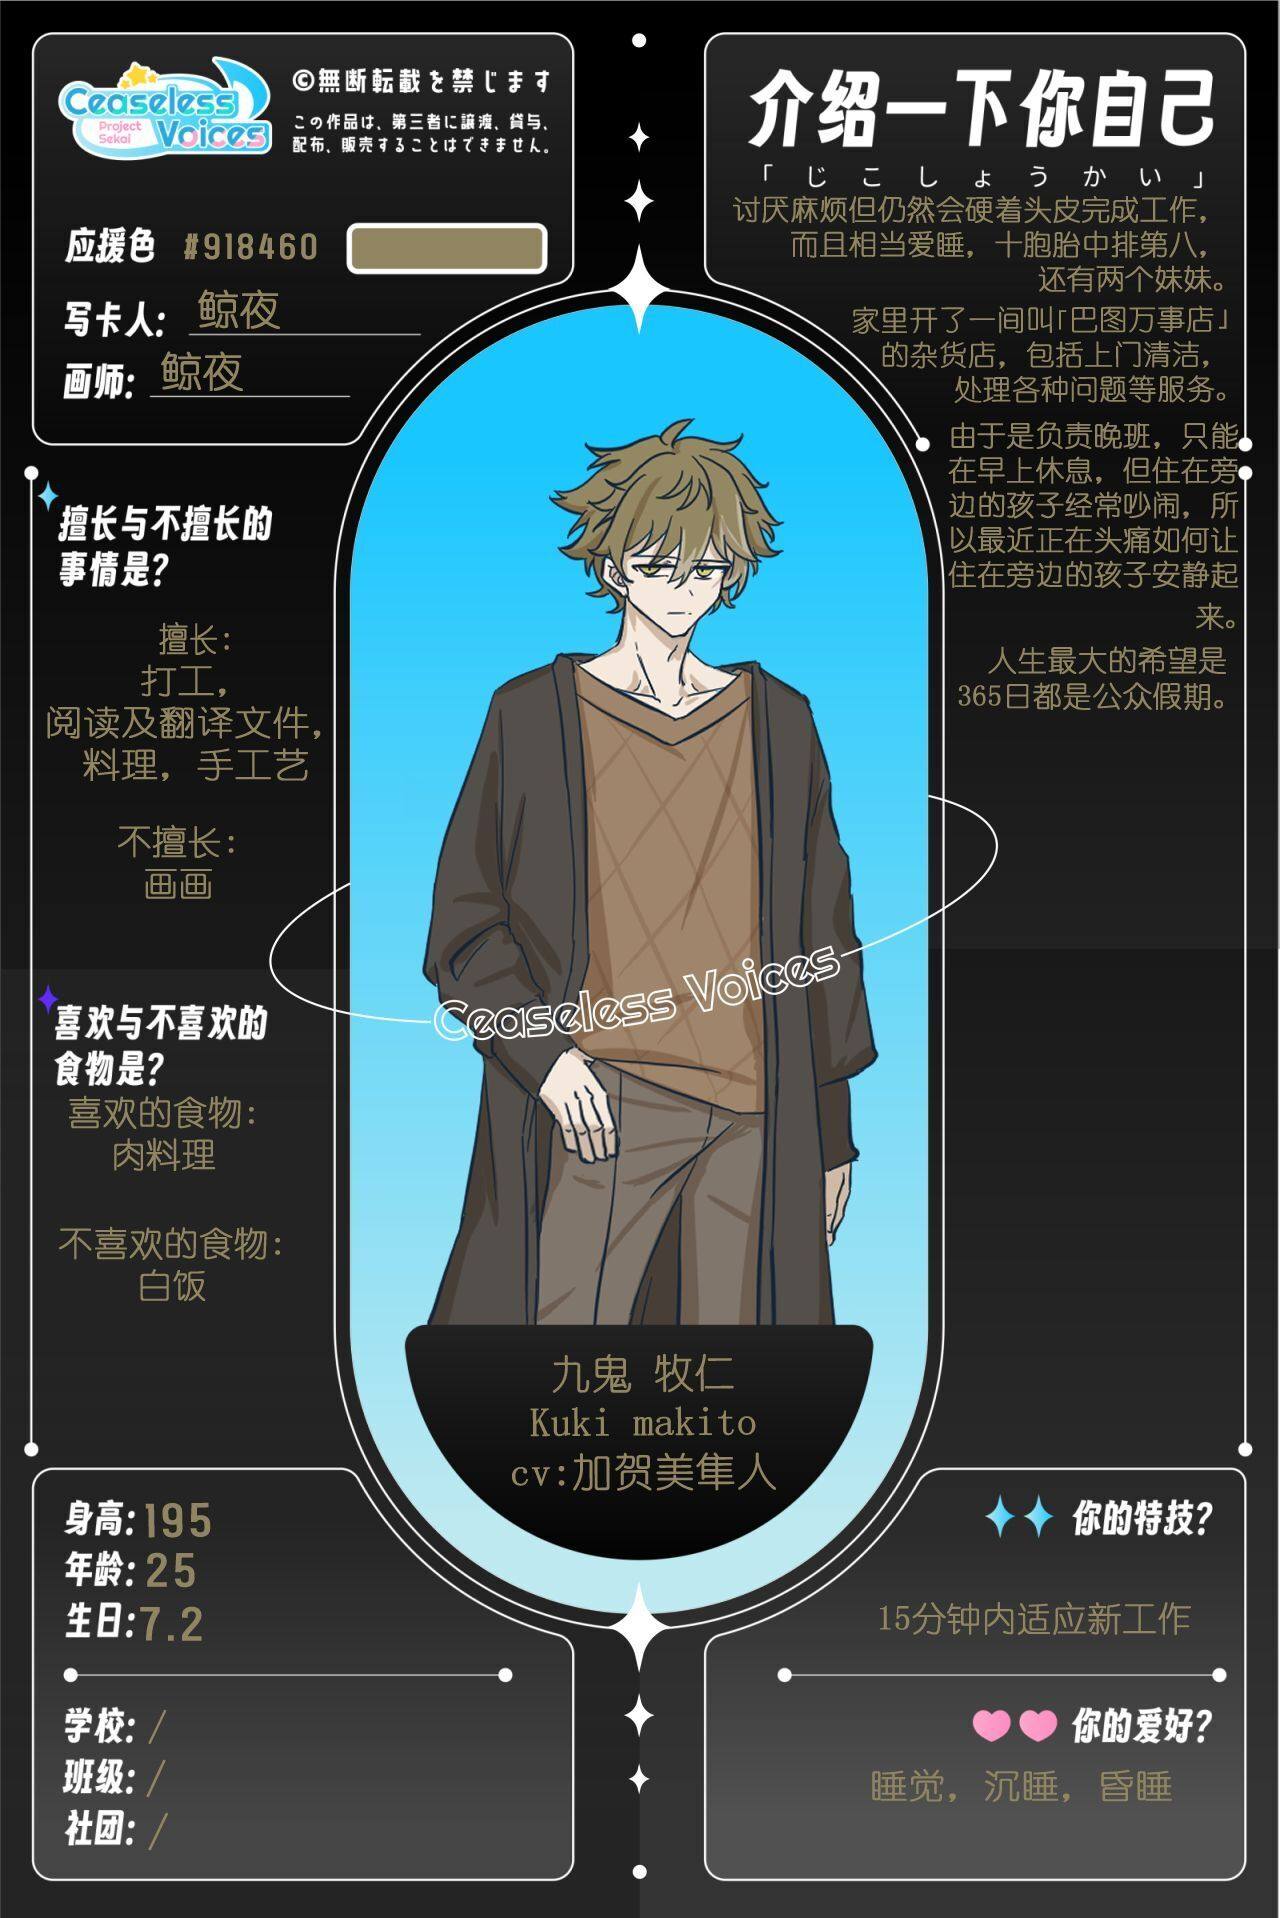 Ceaseless
Project
Sekai
Voices
©無断転載を禁じます
この作品は、第三者に譲渡、貸与、
配布、販売することはできません。
应援色 #918460
写卡人: 鲸夜
画师: 鲸夜
介绍一下你自己
「じこしょうかい」
讨厌麻烦但仍然会硬着头皮完成工作，
而且相当爱睡，十胞胎中排第八，
还有两个妹妹。
家里开了一间叫「巴图万事店」
的杂货店，包括上门清洁，
处理各种问题等服务。
由于是负责晚班，只能
在早上休息，但住在旁
边的孩子经常吵闹，所
以最近正在头痛如何让
住在旁边的孩子安静起
来。
人生最大的希望是
365日都是公众假期。
擅长与不擅长的
事情是?
擅长:
打工，
阅读及翻译文件，
料理，手工艺
不擅长:
画画
喜欢与不喜欢的
食物是?
喜欢的食物:
肉料理
不喜欢的食物:
白饭
Ceaseless Voices
九鬼 牧仁
Kuki makito
cv:加贺美隼人
身高: 195
年龄: 25
生日: 7.2
学校: /
班级: /
社团: /
你的特技?
15分钟内适应新工作
你的爱好?
睡觉，沉睡，昏睡